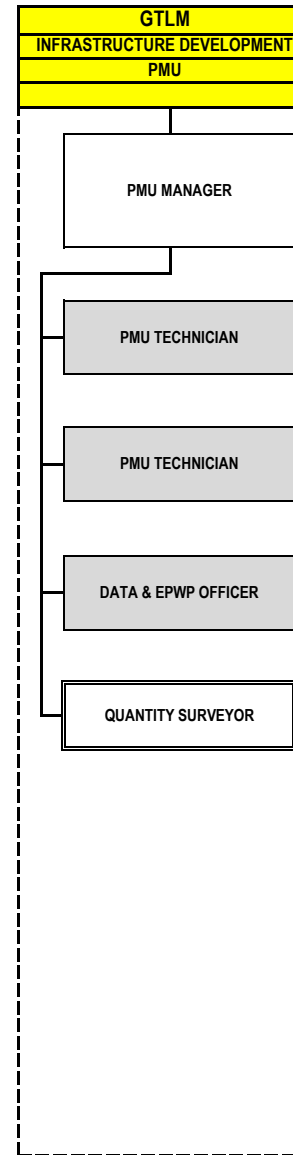 GTLM
INFRASTRUCTURE DEVELOPMENT
PMU
PMU MANAGER
PMU TECHNICIAN
PMU TECHNICIAN
DATA & EPWP OFFICER
QUANTITY SURVEYOR